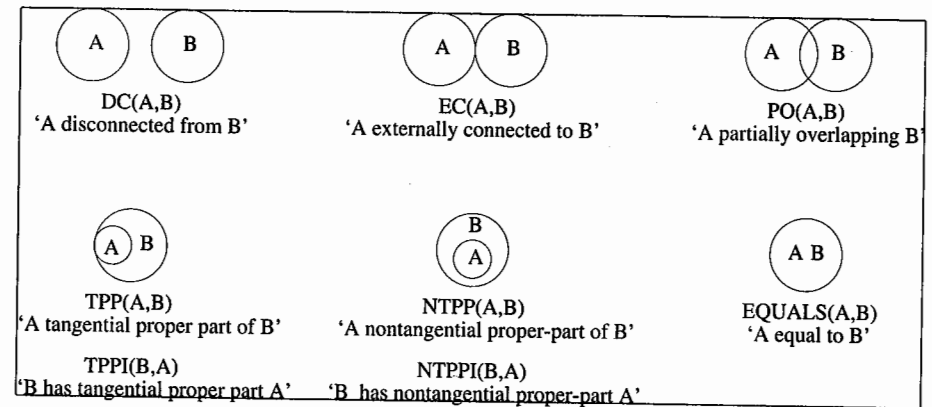 A B
DC(A,B)
‘A disconnected from B’
A B
EC(A,B)
‘A externally connected to B’
A B
PO(A,B)
‘A partially overlapping B’
A B
TPP(A,B)
‘A tangential proper part of B’
TPPI(B,A)
‘B has tangential proper part A’
B
A
NTPP(A,B)
‘A nontangential proper-part of B’
NTPPI(B,A)
‘B has nontangential proper-part A’
A B
EQUALS(A,B)
‘A equal to B’